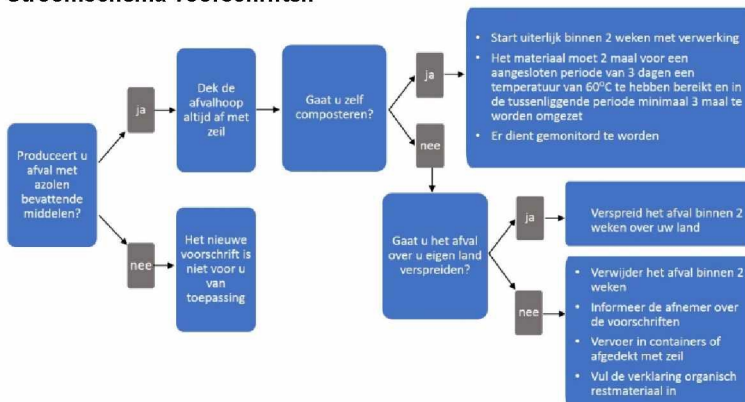 Produceert u
afval met
azolen
bevattende
middelen?
ja
Dek de
afvalhoop
altijd af met
zeil
Gaat u zelf
composteren?
ja
• Start uiterlijk binnen 2 weken met verwerking
• Het materiaal moet 2 maal voor een
aangesloten periode van 3 dagen een
temperatuur van 60°C te hebben bereikt en in
de tussenliggende periode minimaal 3 maal te
worden omgezet
• Er dient gemonitord te worden
nee
Gaat u het afval
over u eigen land
verspreiden?
ja
Verspreid het afval binnen 2
weken over uw land
nee
• Verwijder het afval binnen 2
weken
• Informeer de afnemer over
de voorschriften
• Vervoer in containers of
afgedekt met zeil
• Vul de verklaring organisch
restmateriaal in
nee
Het nieuwe
voorschrift is
niet voor u
van
toepassing